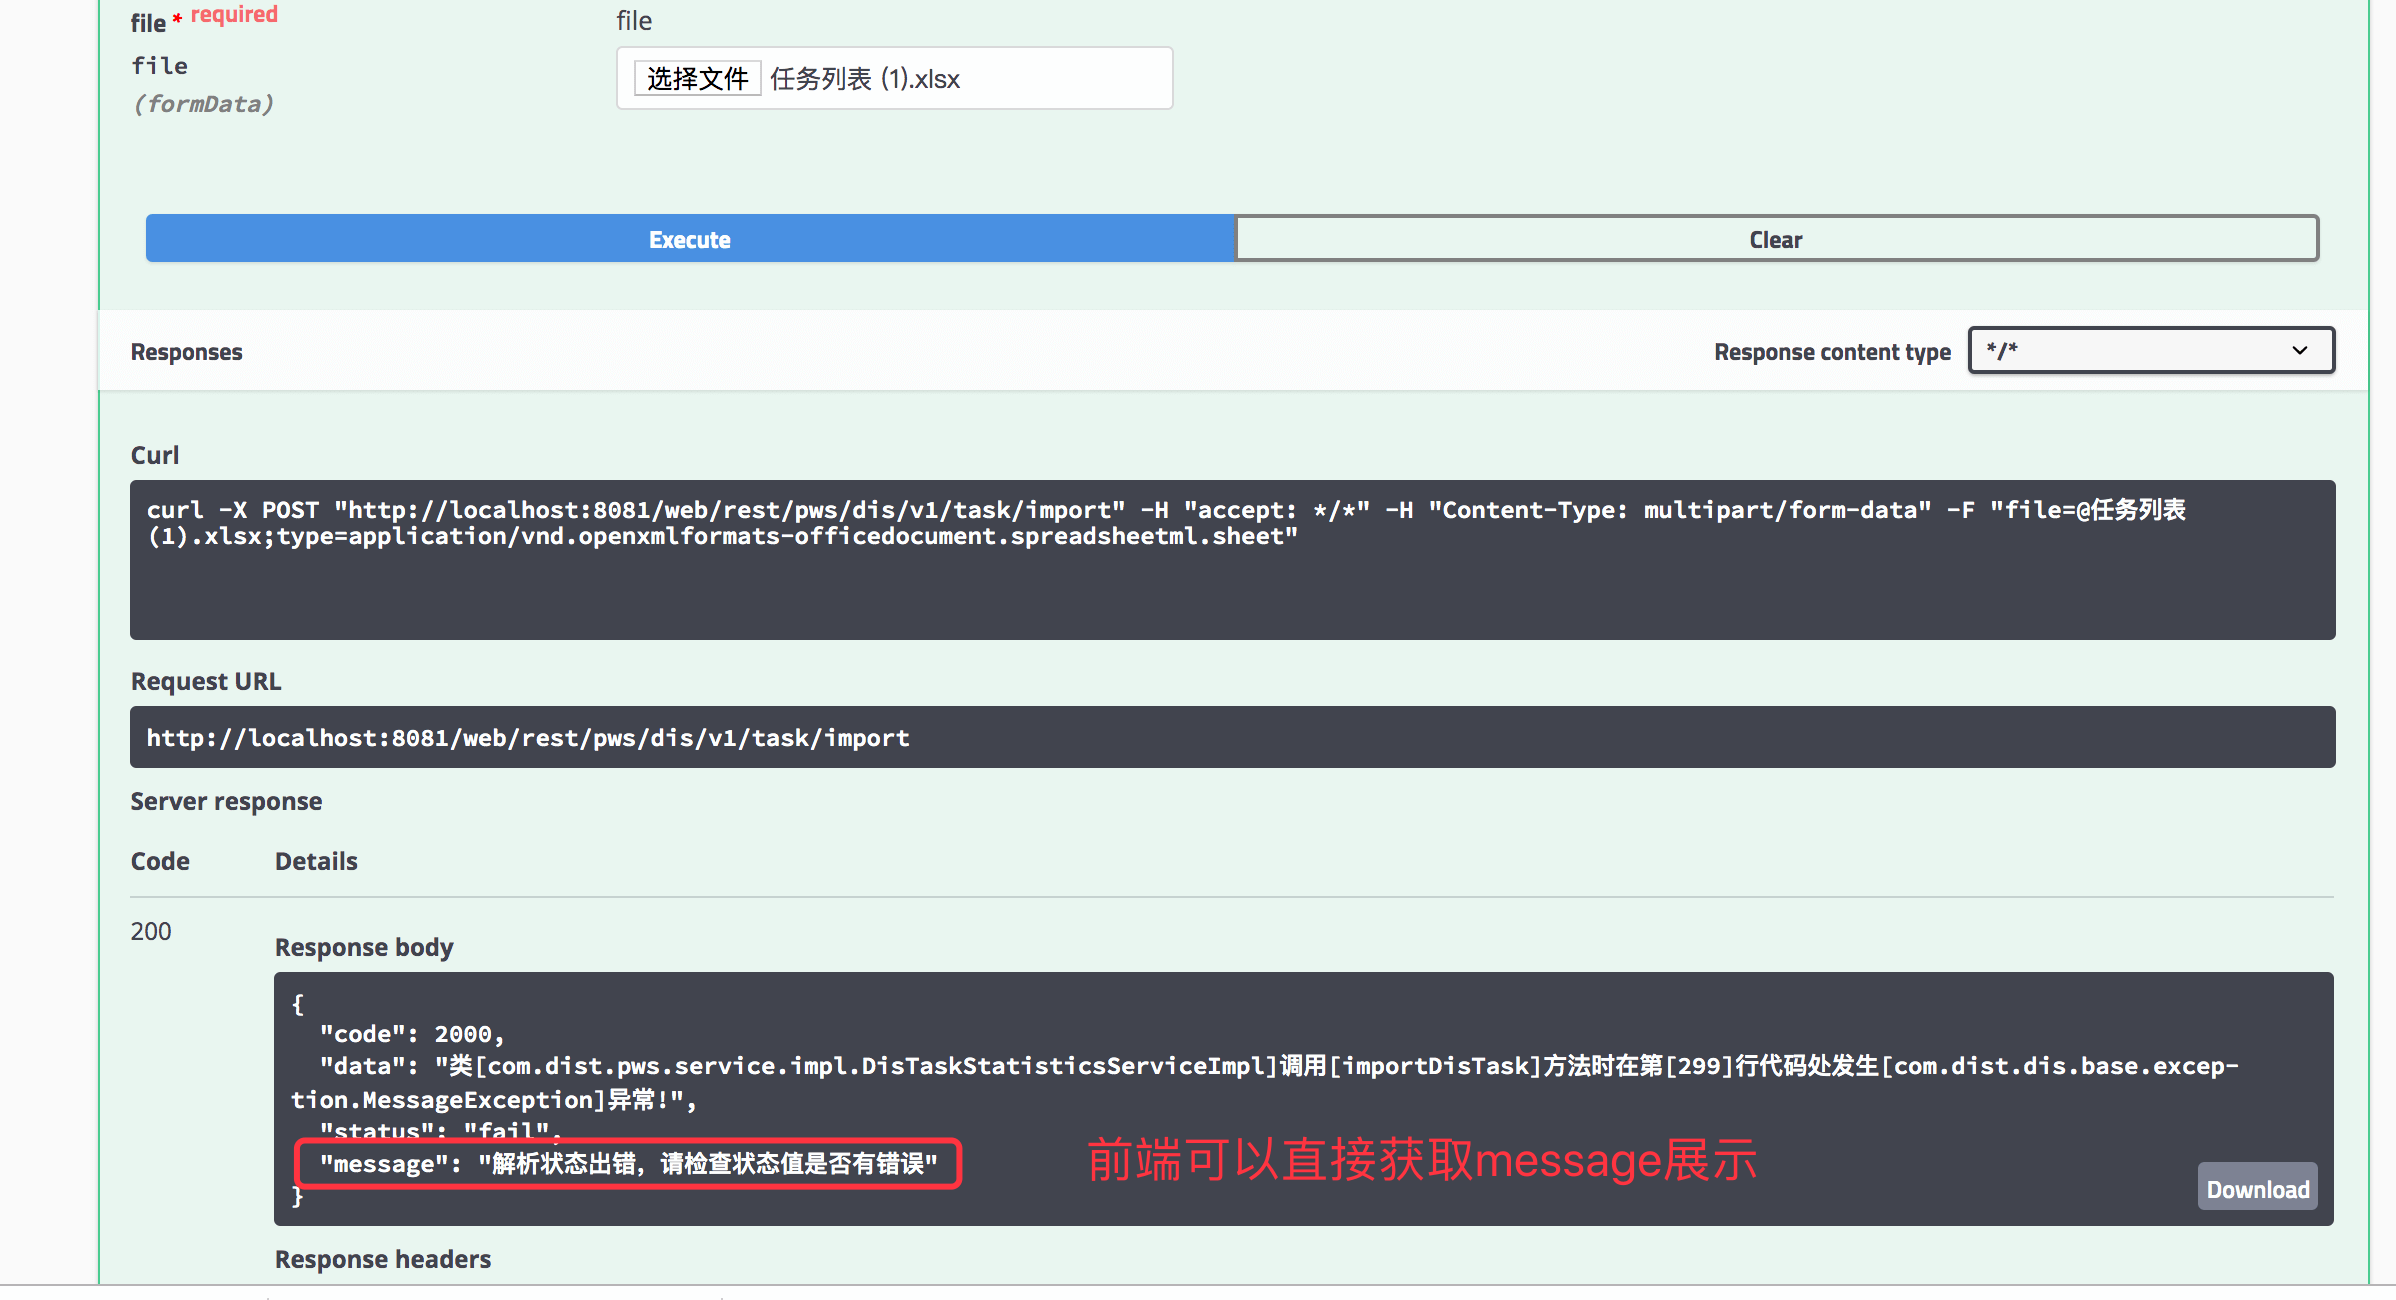 file * required
file
(formData)
file
选择文件 任务列表 (1).xlsx
Execute
Clear
Responses
Response content type
*/*
Curl
curl -X POST "http://localhost:8081/web/rest/pws/dis/v1/task/import" -H "accept: */*" -H "Content-Type: multipart/form-data" -F "file=@任务列表
(1).xlsx;type=application/vnd.openxmlformats-officedocument.spreadsheetml.sheet"
Request URL
http://localhost:8081/web/rest/pws/dis/v1/task/import
Server response
Code
Details
200
Response body
{
"code": 2000,
"data": "类[com.dist.pws.service.impl.DisTaskStatisticsServiceImpl]调用[importDisTask]方法时在第[299]行代码处发生[com.dist.dis.base.excep-
tion.MessageException]异常!",
"status": "fail",
"message": "解析状态出错，请检查状态值是否有错误"
}
前端可以直接获取message展示
Download
Response headers